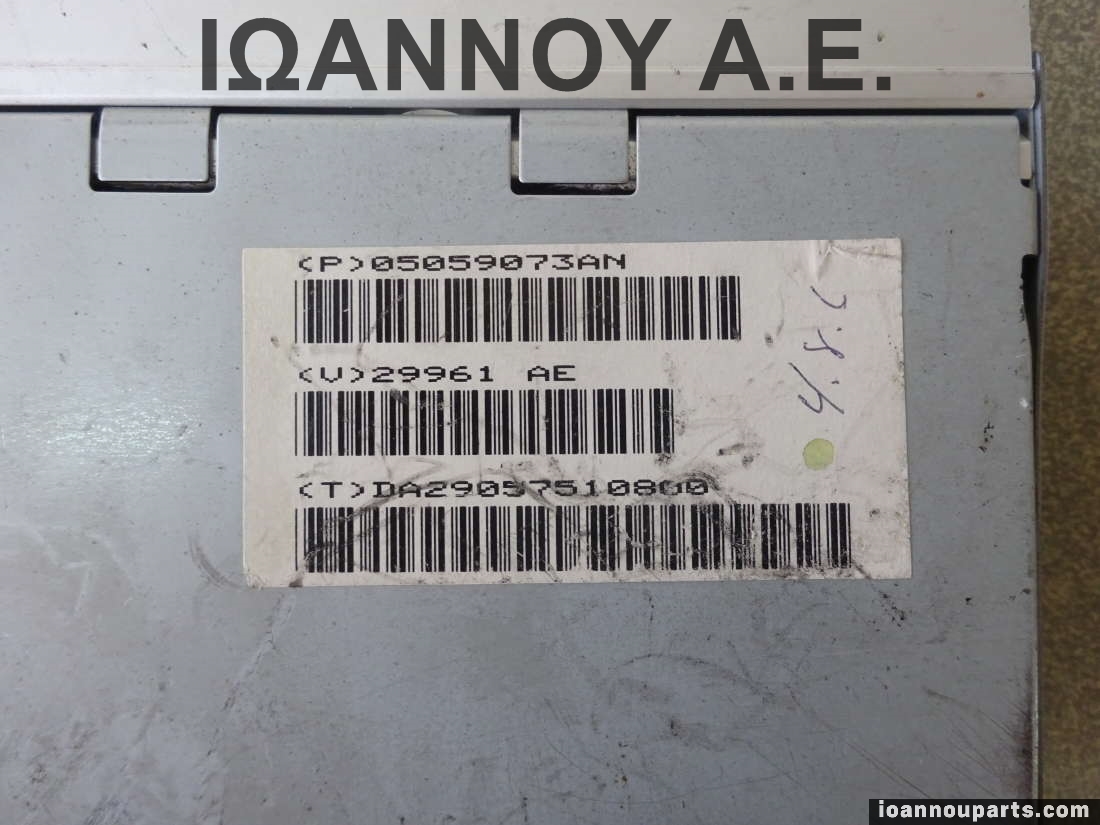 ΙΩΑΝΝΟΥ Α.Ε.
(P)05059073AN
(V)29961 AE
(T)DA29057510800
ioannouparts.com